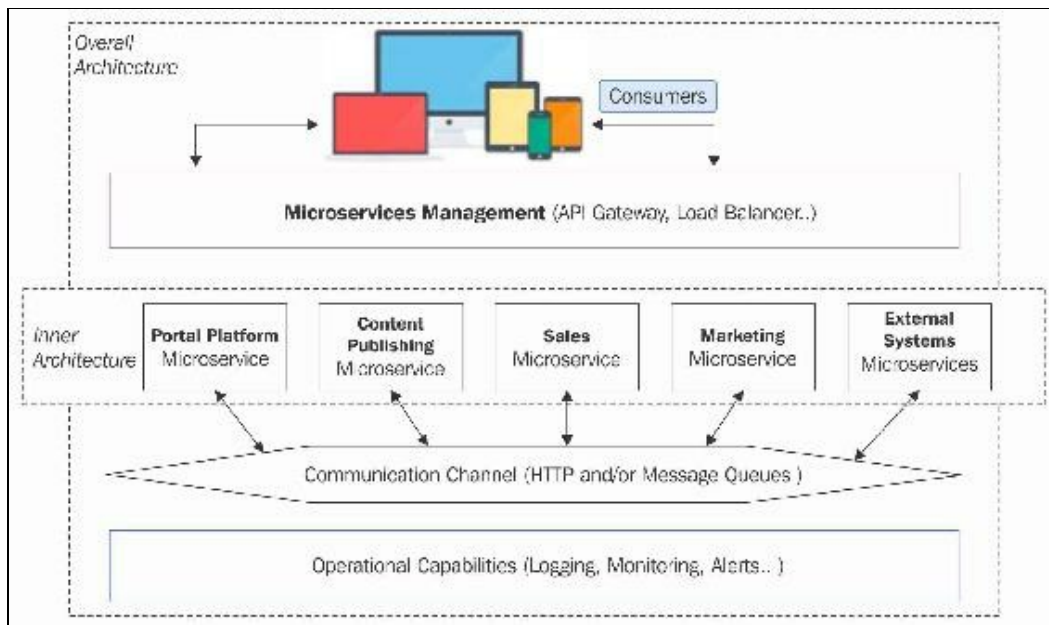 Overall
Architecture
Consumers
Microservices Management (API Gateway, Load Balancer..)
Inner
Architecture
Portal Platform
Microservice
Content
Publishing
Microservice
Sales
Microservice
Marketing
Microservice
External
Systems
Microservices
Communication Channel (HTTP and/or Message Queues )
Operational Capabilities (Logging, Monitoring, Alerts.. )